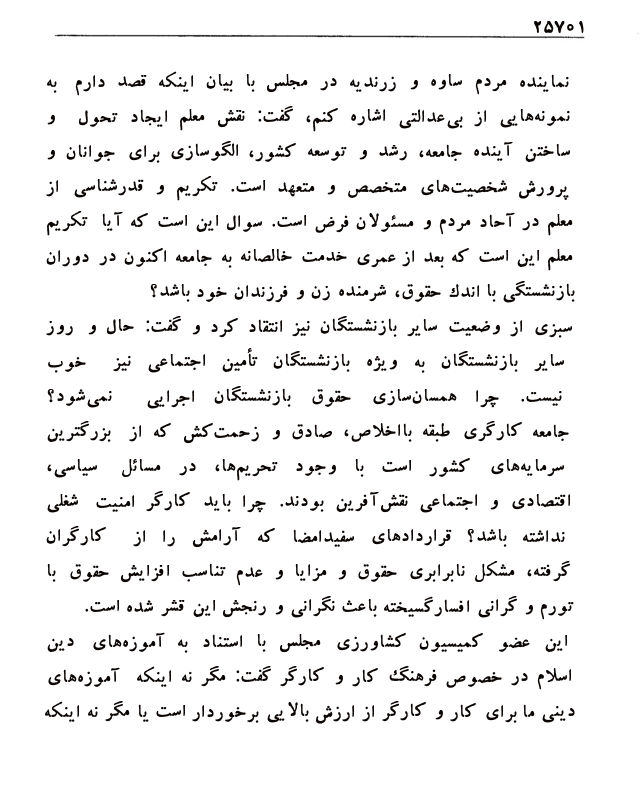 ۲۵۷۰۱
نماینده مردم ساوه و زرندیه در مجلس با بیان اینکه قصد دارم به
نمونه‌هایی از بی‌عدالتی اشاره کنم، گفت: نقش معلم ایجاد تحول و
ساختن آینده جامعه، رشد و توسعه کشور، الگوسازی برای جوانان و
پرورش شخصیت‌های متخصص و متعهد است. تکریم و قدرشناسی از
معلم در آحاد مردم و مسئولان فرض است. سوال این است که آیا تکریم
معلم این است که بعد از عمری خدمت خالصانه به جامعه اکنون در دوران
بازنشستگی با اندك حقوق، شرمنده زن و فرزندان خود باشد؟
سبزی از وضعیت سایر بازنشستگان نیز انتقاد کرد و گفت: حال و روز
سایر بازنشستگان به ویژه بازنشستگان تأمین اجتماعی نیز خوب
نیست. چرا همسان‌سازی حقوق بازنشستگان اجرایی نمی‌شود؟
جامعه کارگری طبقه بااخلاص، صادق و زحمت‌کش که از بزرگترین
سرمایه‌های کشور است با وجود تحریم‌ها، در مسائل سیاسی،
اقتصادی و اجتماعی نقش‌آفرین بودند. چرا باید کارگر امنیت شغلی
نداشته باشد؟ قراردادهای سفیدامضا که آرامش را از کارگران
گرفته، مشکل نابرابری حقوق و مزایا و عدم تناسب افزایش حقوق با
تورم و گرانی افسارگسیخته باعث نگرانی و رنجش این قشر شده است.
این عضو کمیسیون کشاورزی مجلس با استناد به آموزه‌های دین
اسلام در خصوص فرهنگ کار و کارگر گفت: مگر نه اینکه آموزه‌های
دینی ما برای کار و کارگر از ارزش بالایی برخوردار است یا مگر نه اینکه